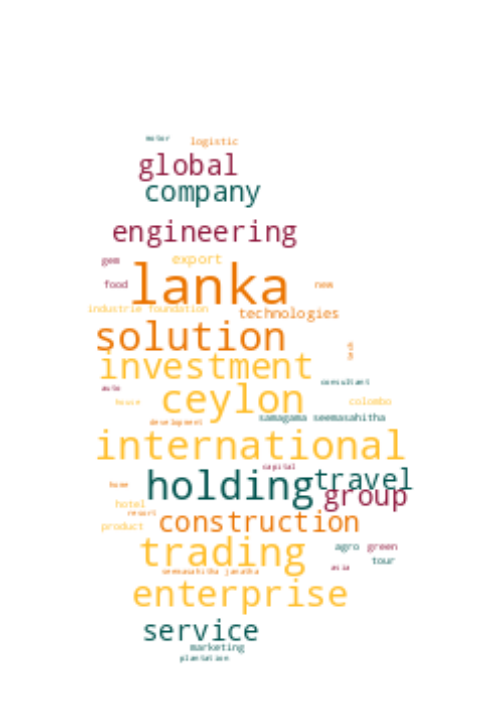 motor
logistic
global
company
engineering
gem export
lanka
food new
industrie foundation
technologies
solution
investment
consultant
auto
ceylon
house colombo
samagama seemasahitha
development
international
capital
holding travel
home group
hotel
resort
construction
product
trading
agro green
tour
asia
seemasahitha janatha
enterprise
service
marketing
plantation